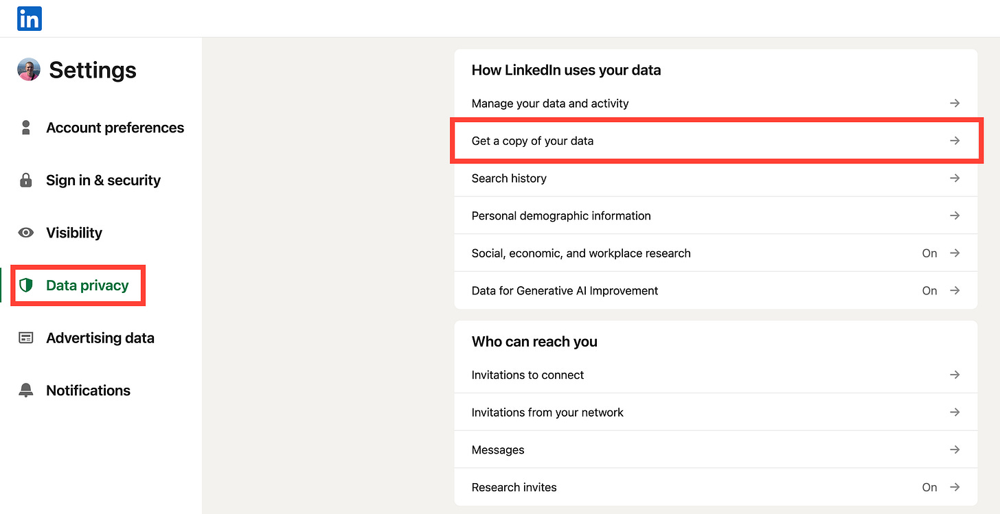 in
Settings
Account preferences
Sign in & security
Visibility
Data privacy
Advertising data
Notifications
How LinkedIn uses your data
Manage your data and activity
Get a copy of your data
Search history
Personal demographic information
Social, economic, and workplace research On
Data for Generative AI Improvement On
Who can reach you
Invitations to connect
Invitations from your network
Messages
Research invites On